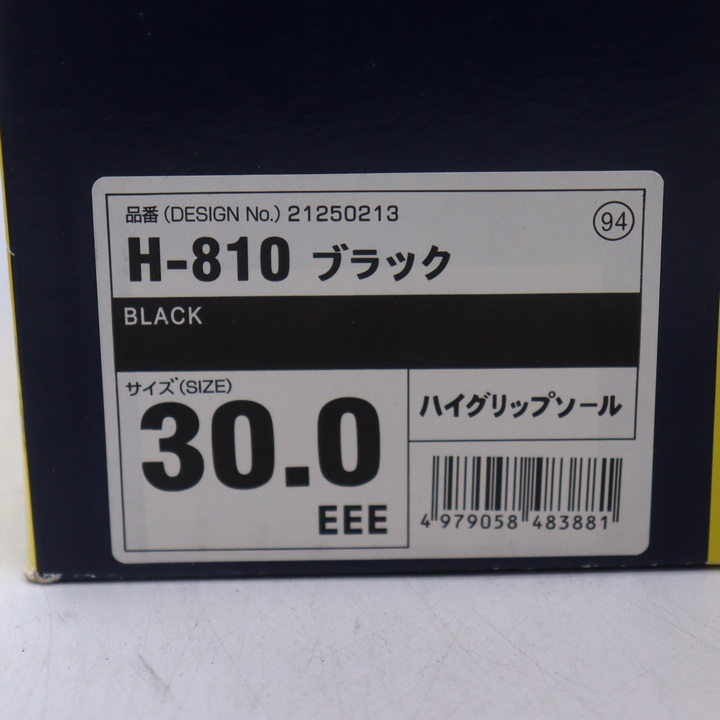 品番(DESIGN No.) 21250213
94
H-810 ブラック
BLACK
サイズ(SIZE)
30.0
EEE
ハイグリップソール
4 979058 483881